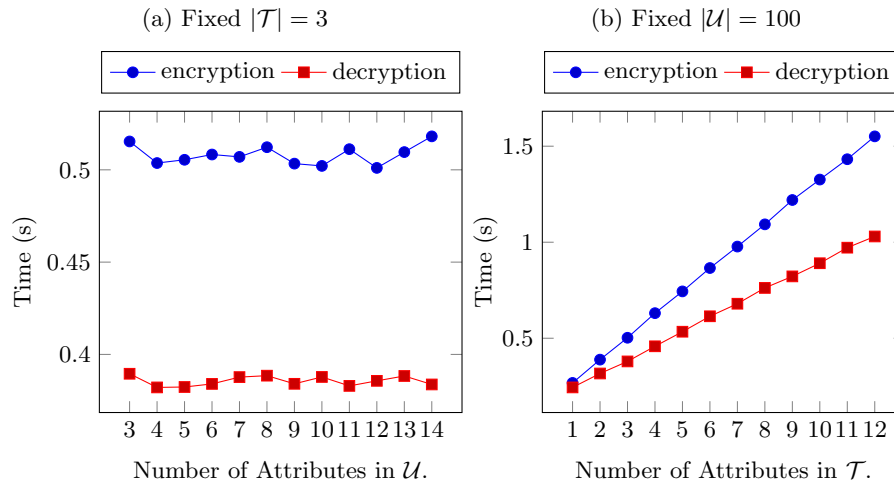 (a) Fixed |𝒯| = 3
encryption decryption
0.5
0.45
0.4
Time (s)
3 4 5 6 7 8 9 10 11 12 13 14
Number of Attributes in 𝒰.
(b) Fixed |𝒰| = 100
encryption decryption
1.5
1
0.5
Time (s)
1 2 3 4 5 6 7 8 9 10 11 12
Number of Attributes in 𝒯.